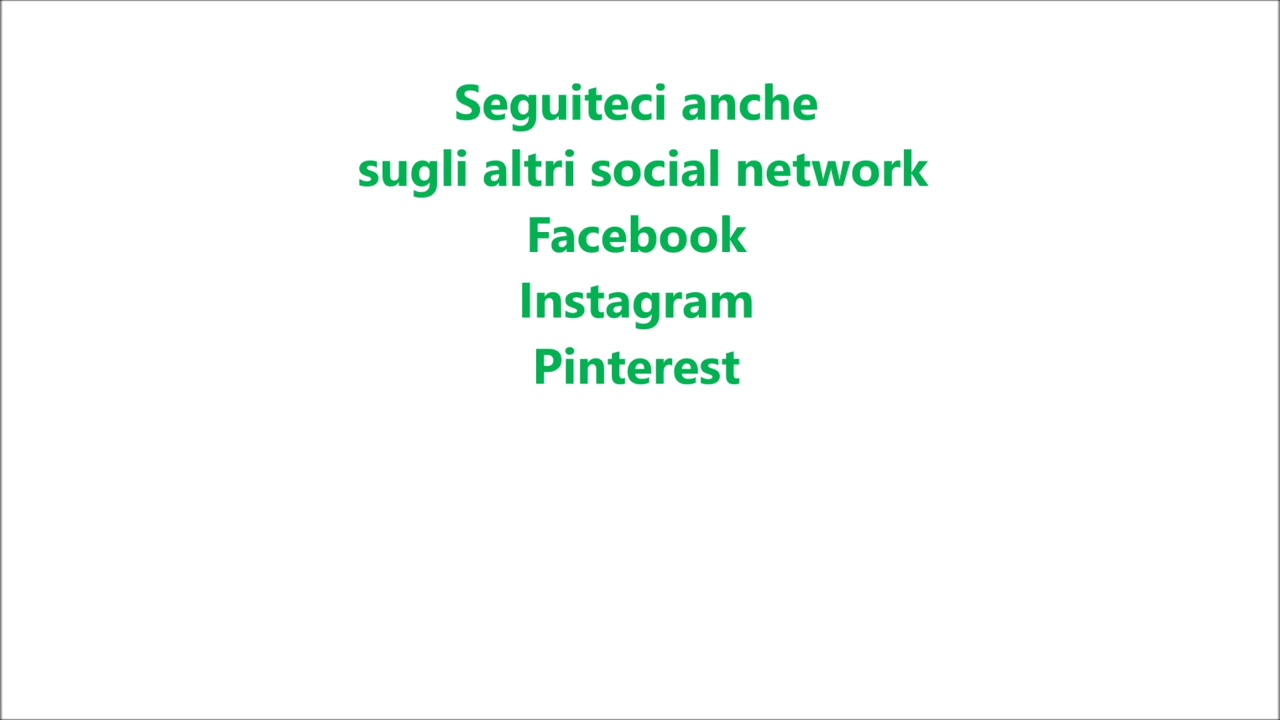 Seguiteci anche
sugli altri social network
Facebook
Instagram
Pinterest